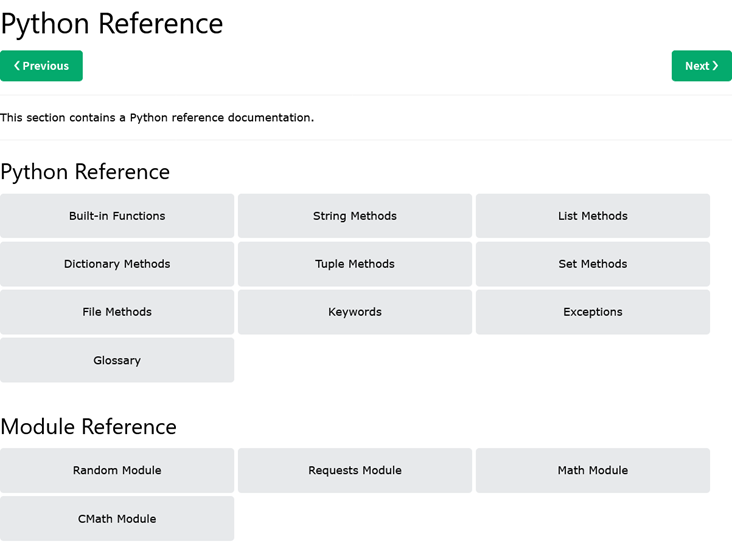 Python Reference
❮ Previous
Next ❯
This section contains a Python reference documentation.
Python Reference
Built-in Functions
String Methods
List Methods
Dictionary Methods
Tuple Methods
Set Methods
File Methods
Keywords
Exceptions
Glossary
Module Reference
Random Module
Requests Module
Math Module
CMath Module